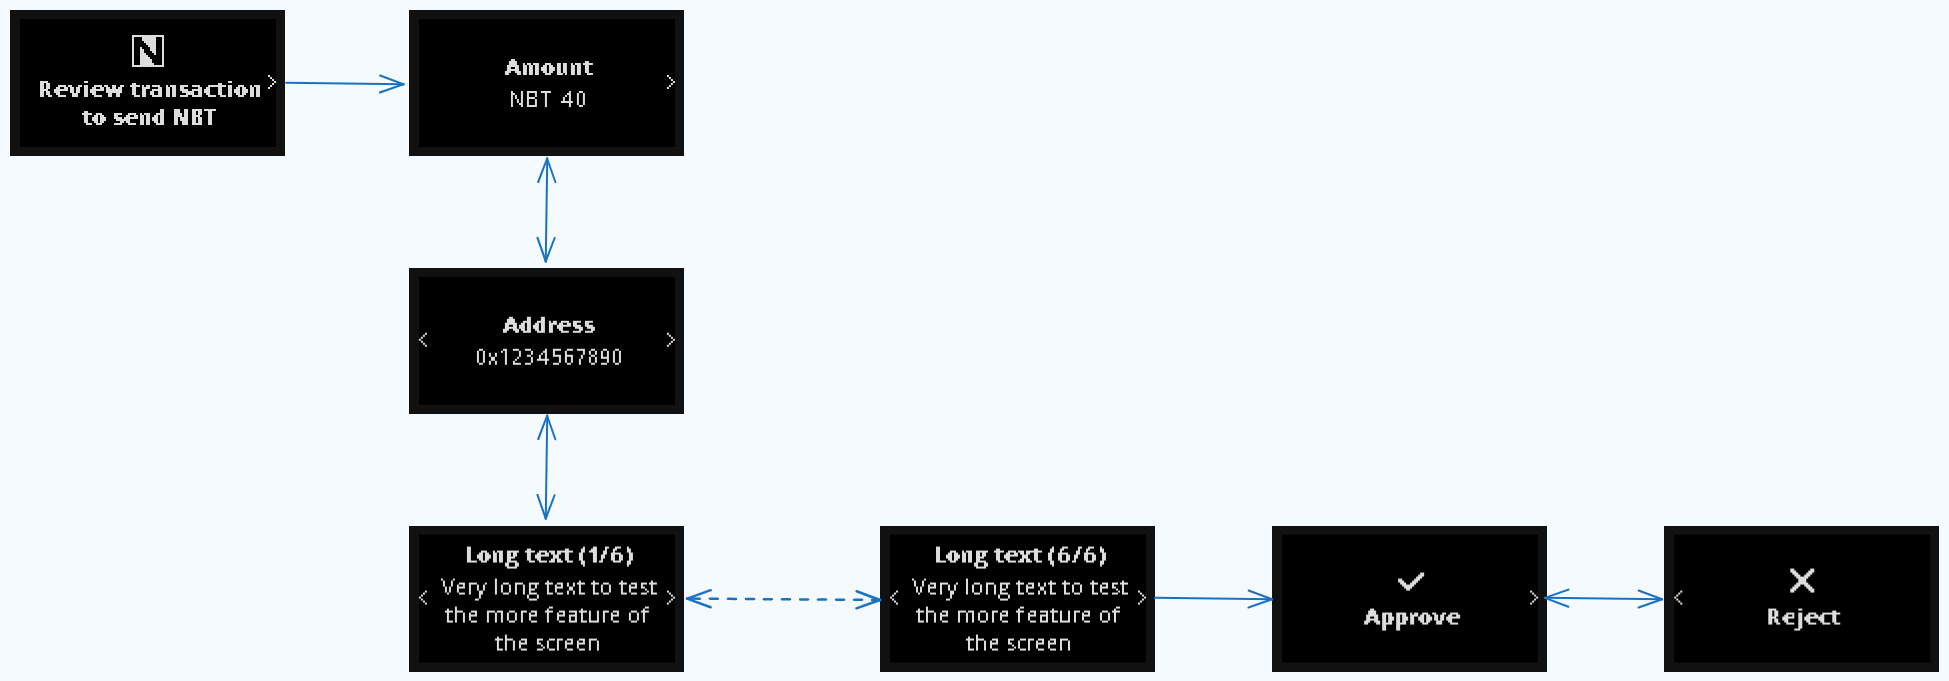 N
Review transaction
to send NBT
Amount
NBT 40
Address
0x1234567890
Long text (1/6)
Very long text to test
the more feature of
the screen
Long text (6/6)
Very long text to test
the more feature of
the screen
Approve
Reject